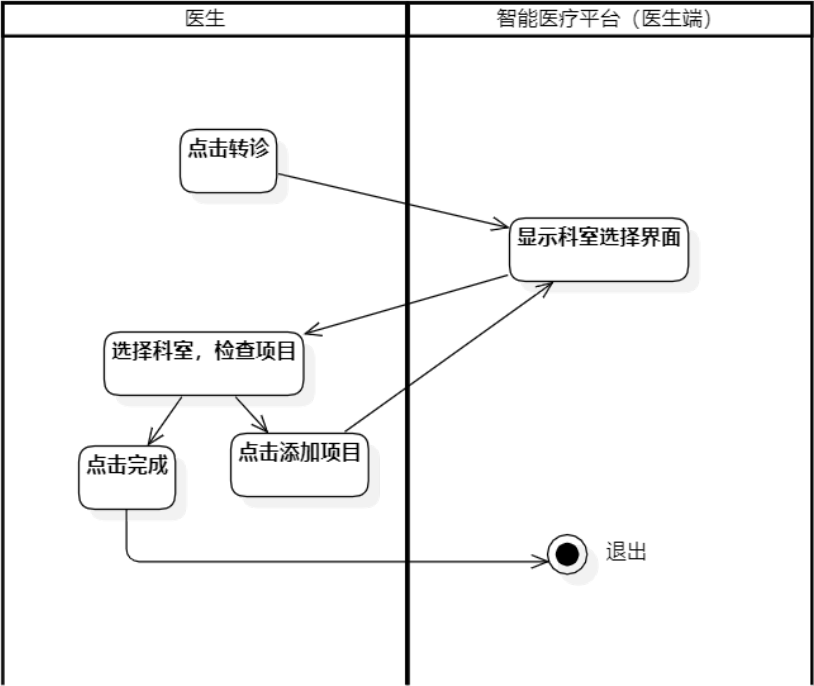 医生
智能医疗平台（医生端）
点击转诊
显示科室选择界面
选择科室，检查项目
点击完成
点击添加项目
退出